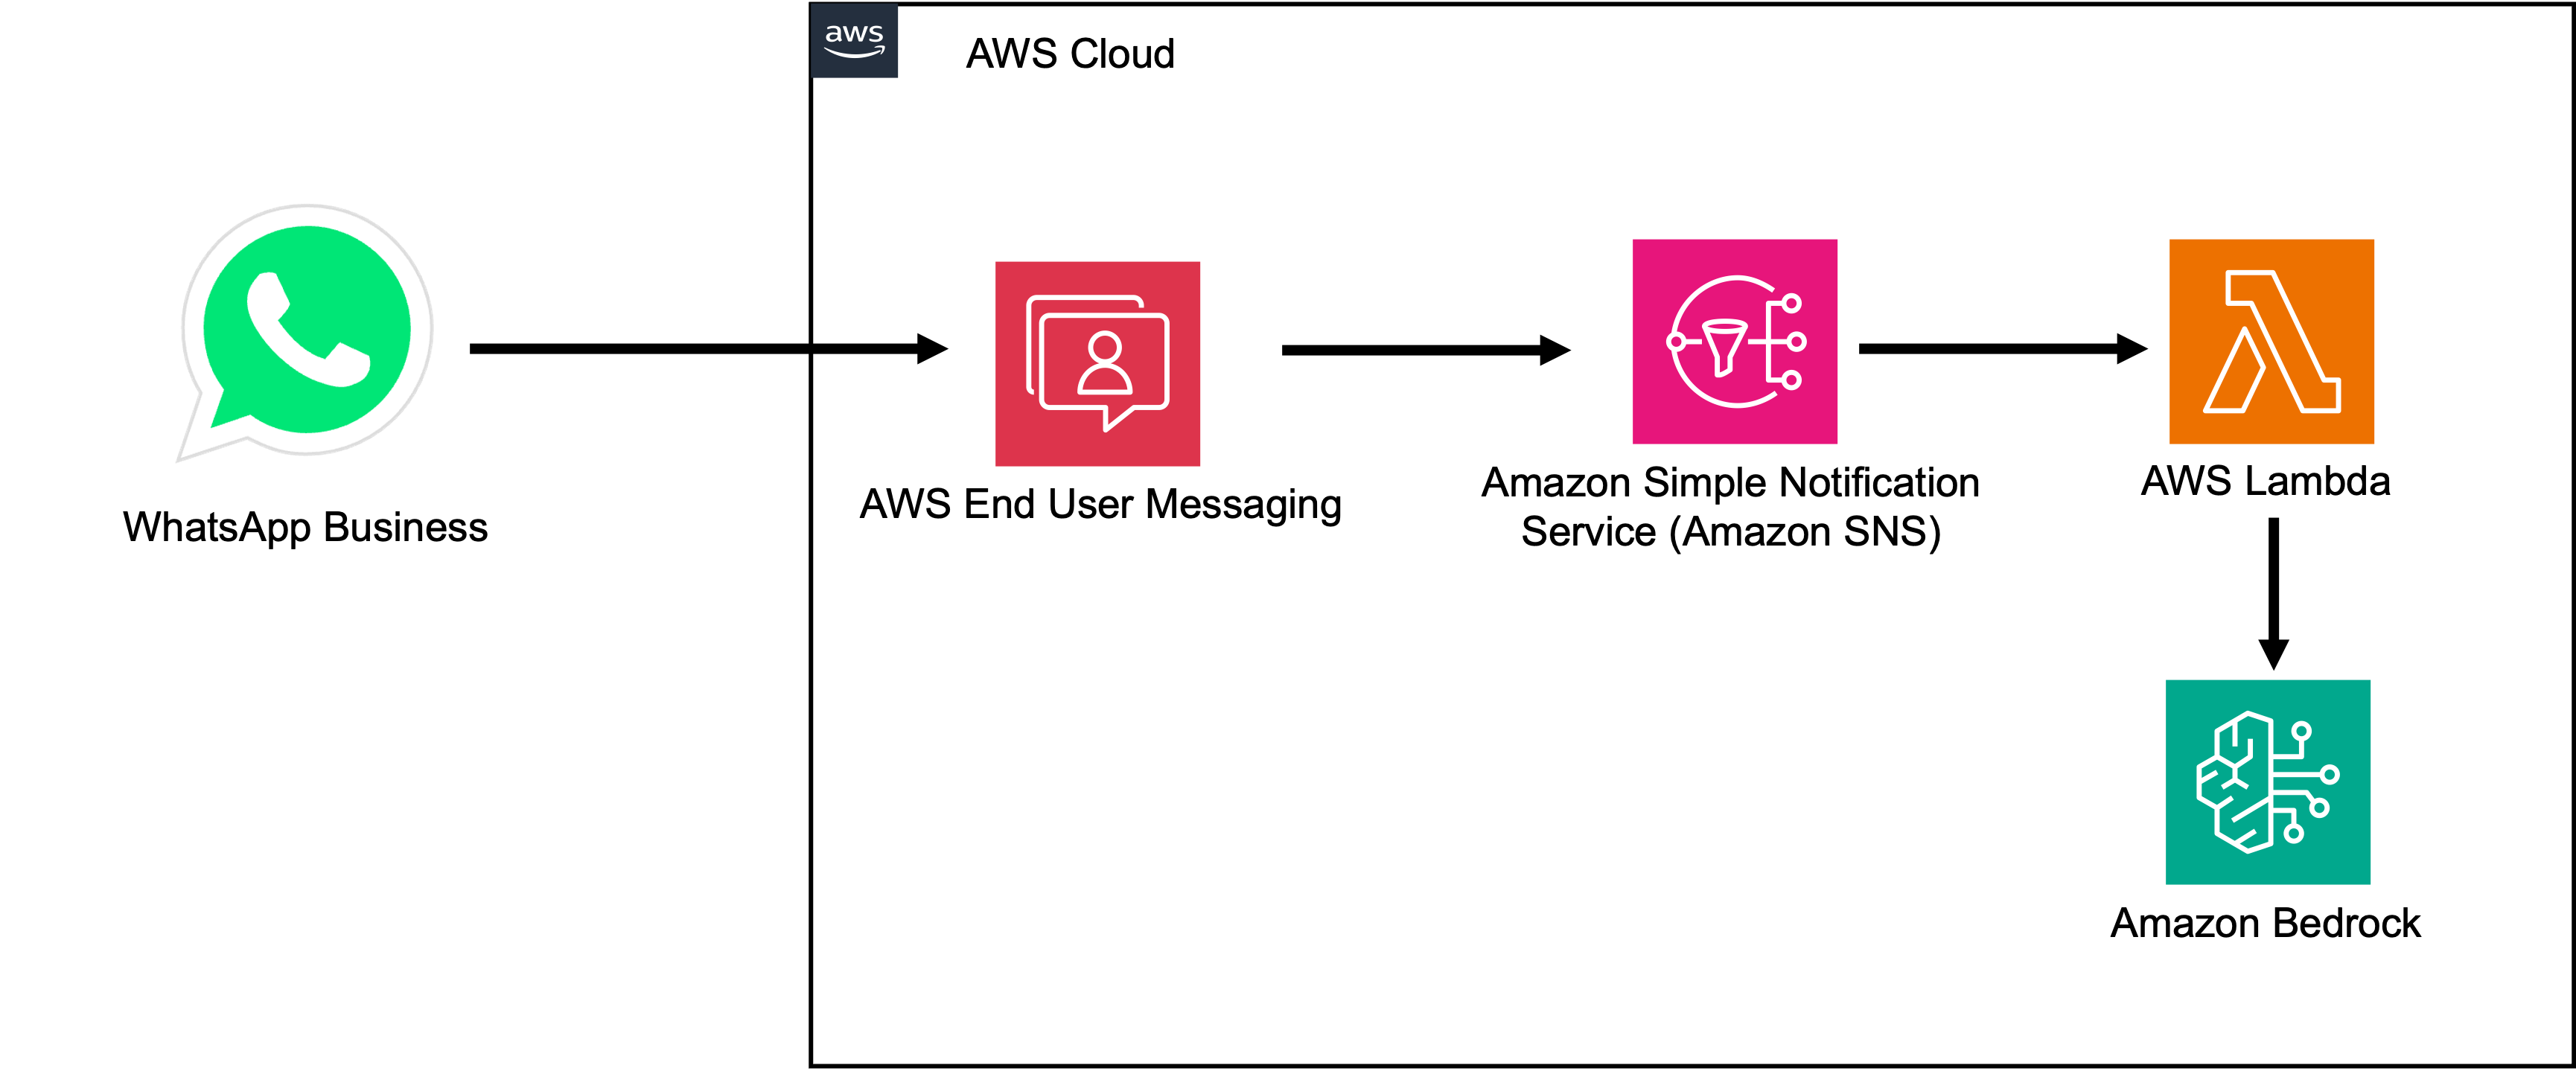 aws
AWS Cloud
WhatsApp Business
AWS End User Messaging
Amazon Simple Notification
Service (Amazon SNS)
AWS Lambda
Amazon Bedrock